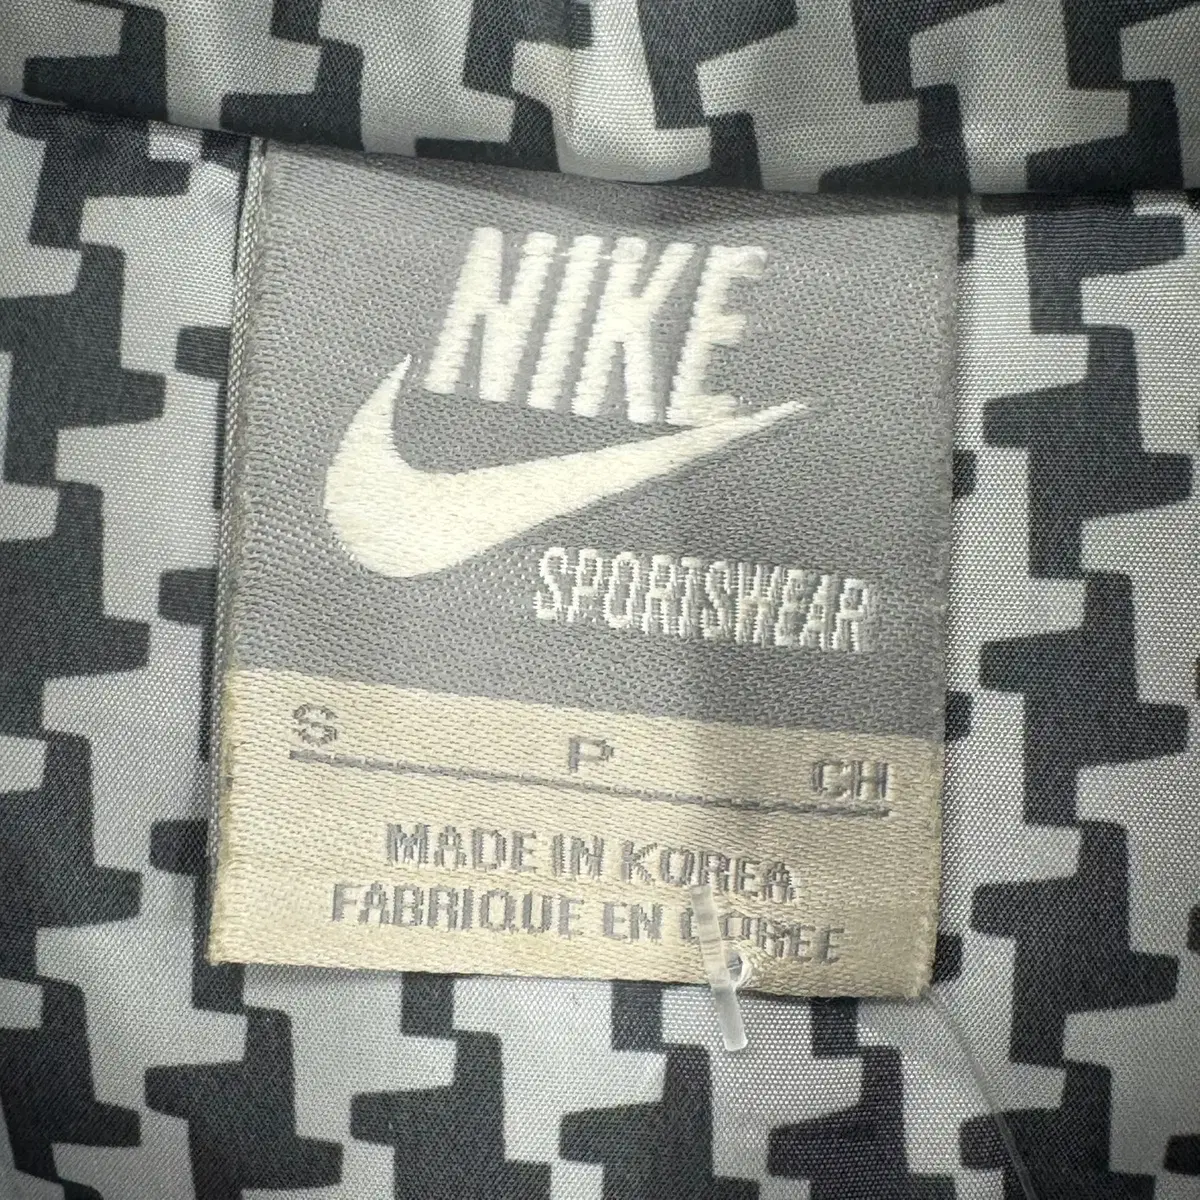 NIKE
SPORTSWEAR
S P CH
MADE IN KOREA
FABRIQUE EN COREE